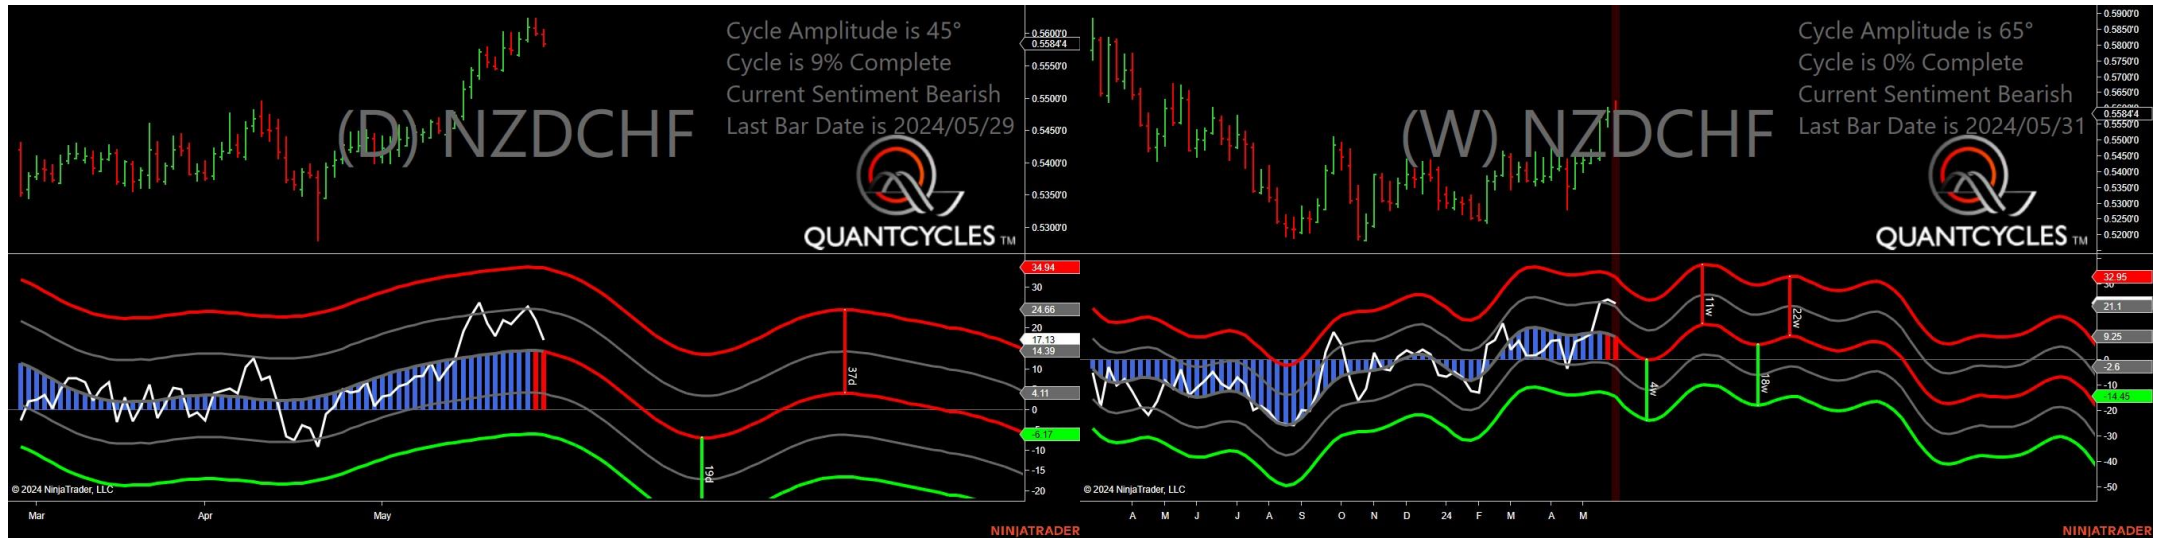 Cycle Amplitude is 45°
Cycle is 9% Complete
Current Sentiment Bearish
Last Bar Date is 2024/05/29
(D) NZDCHF
QUANTCYCLES TM
0.5600'0
0.5584'4
0.5550'0
0.5500'0
0.5450'0
0.5400'0
0.5350'0
0.5300'0
34.94
30
24.66
20
17.13
14.39
10
4.11
0
-6.17
-10
-15
-20
37d
19d
© 2024 NinjaTrader, LLC
Mar Apr May
NINJATRADER
Cycle Amplitude is 65°
Cycle is 0% Complete
Current Sentiment Bearish
Last Bar Date is 2024/05/31
(W) NZDCHF
QUANTCYCLES TM
0.5900'0
0.5850'0
0.5800'0
0.5750'0
0.5700'0
0.5650'0
0.5584'4
0.5550'0
0.5500'0
0.5450'0
0.5400'0
0.5350'0
0.5300'0
0.5250'0
0.5200'0
32.95
30
21.1
9.25
0
-2.6
-10
-14.45
-20
-30
-40
-50
11w
22w
4w
18w
© 2024 NinjaTrader, LLC
A M J J A S O N D 24 F M A M
NINJATRADER